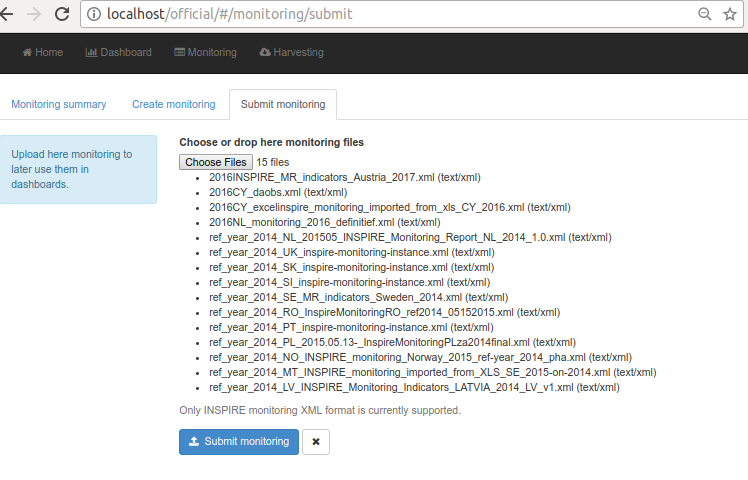 localhost/official/#/monitoring/submit
Home Dashboard Monitoring Harvesting
Monitoring summary Create monitoring Submit monitoring
Upload here monitoring to
later use them in
dashboards.
Choose or drop here monitoring files
Choose Files 15 files
2016INSPIRE_MR_indicators_Austria_2017.xml (text/xml)
2016CY_daobs.xml (text/xml)
2016CY_excelinspire_monitoring_imported_from_xls_CY_2016.xml (text/xml)
2016NL_monitoring_2016_definitief.xml (text/xml)
ref_year_2014_NL_201505_INSPIRE_Monitoring_Report_NL_2014_1.0.xml (text/xml)
ref_year_2014_UK_inspire-monitoring-instance.xml (text/xml)
ref_year_2014_SK_inspire-monitoring-instance.xml (text/xml)
ref_year_2014_SI_inspire-monitoring-instance.xml (text/xml)
ref_year_2014_SE_MR_indicators_Sweden_2014.xml (text/xml)
ref_year_2014_RO_InspireMonitoringRO_ref2014_05152015.xml (text/xml)
ref_year_2014_PT_inspire-monitoring-instance.xml (text/xml)
ref_year_2014_PL_2015.05.13-_InspireMonitoringPLza2014final.xml (text/xml)
ref_year_2014_NO_INSPIRE_monitoring_Norway_2015_ref-year_2014_pha.xml (text/xml)
ref_year_2014_MT_INSPIRE_monitoring_imported_from_XLS_SE_2015-on-2014.xml (text/xml)
ref_year_2014_LV_INSPIRE_Monitoring_Indicators_LATVIA_2014_LV_v1.xml (text/xml)
Only INSPIRE monitoring XML format is currently supported.
Submit monitoring